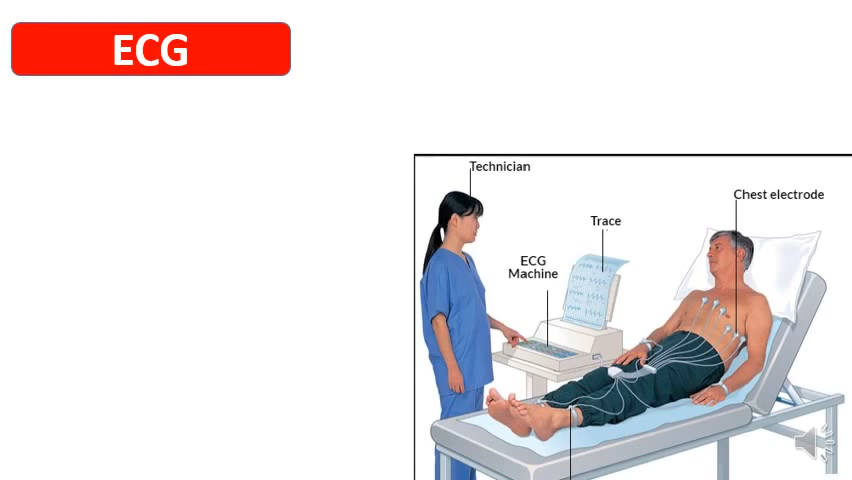 ECG
Technician
Chest electrode
Trace
ECG
Machine